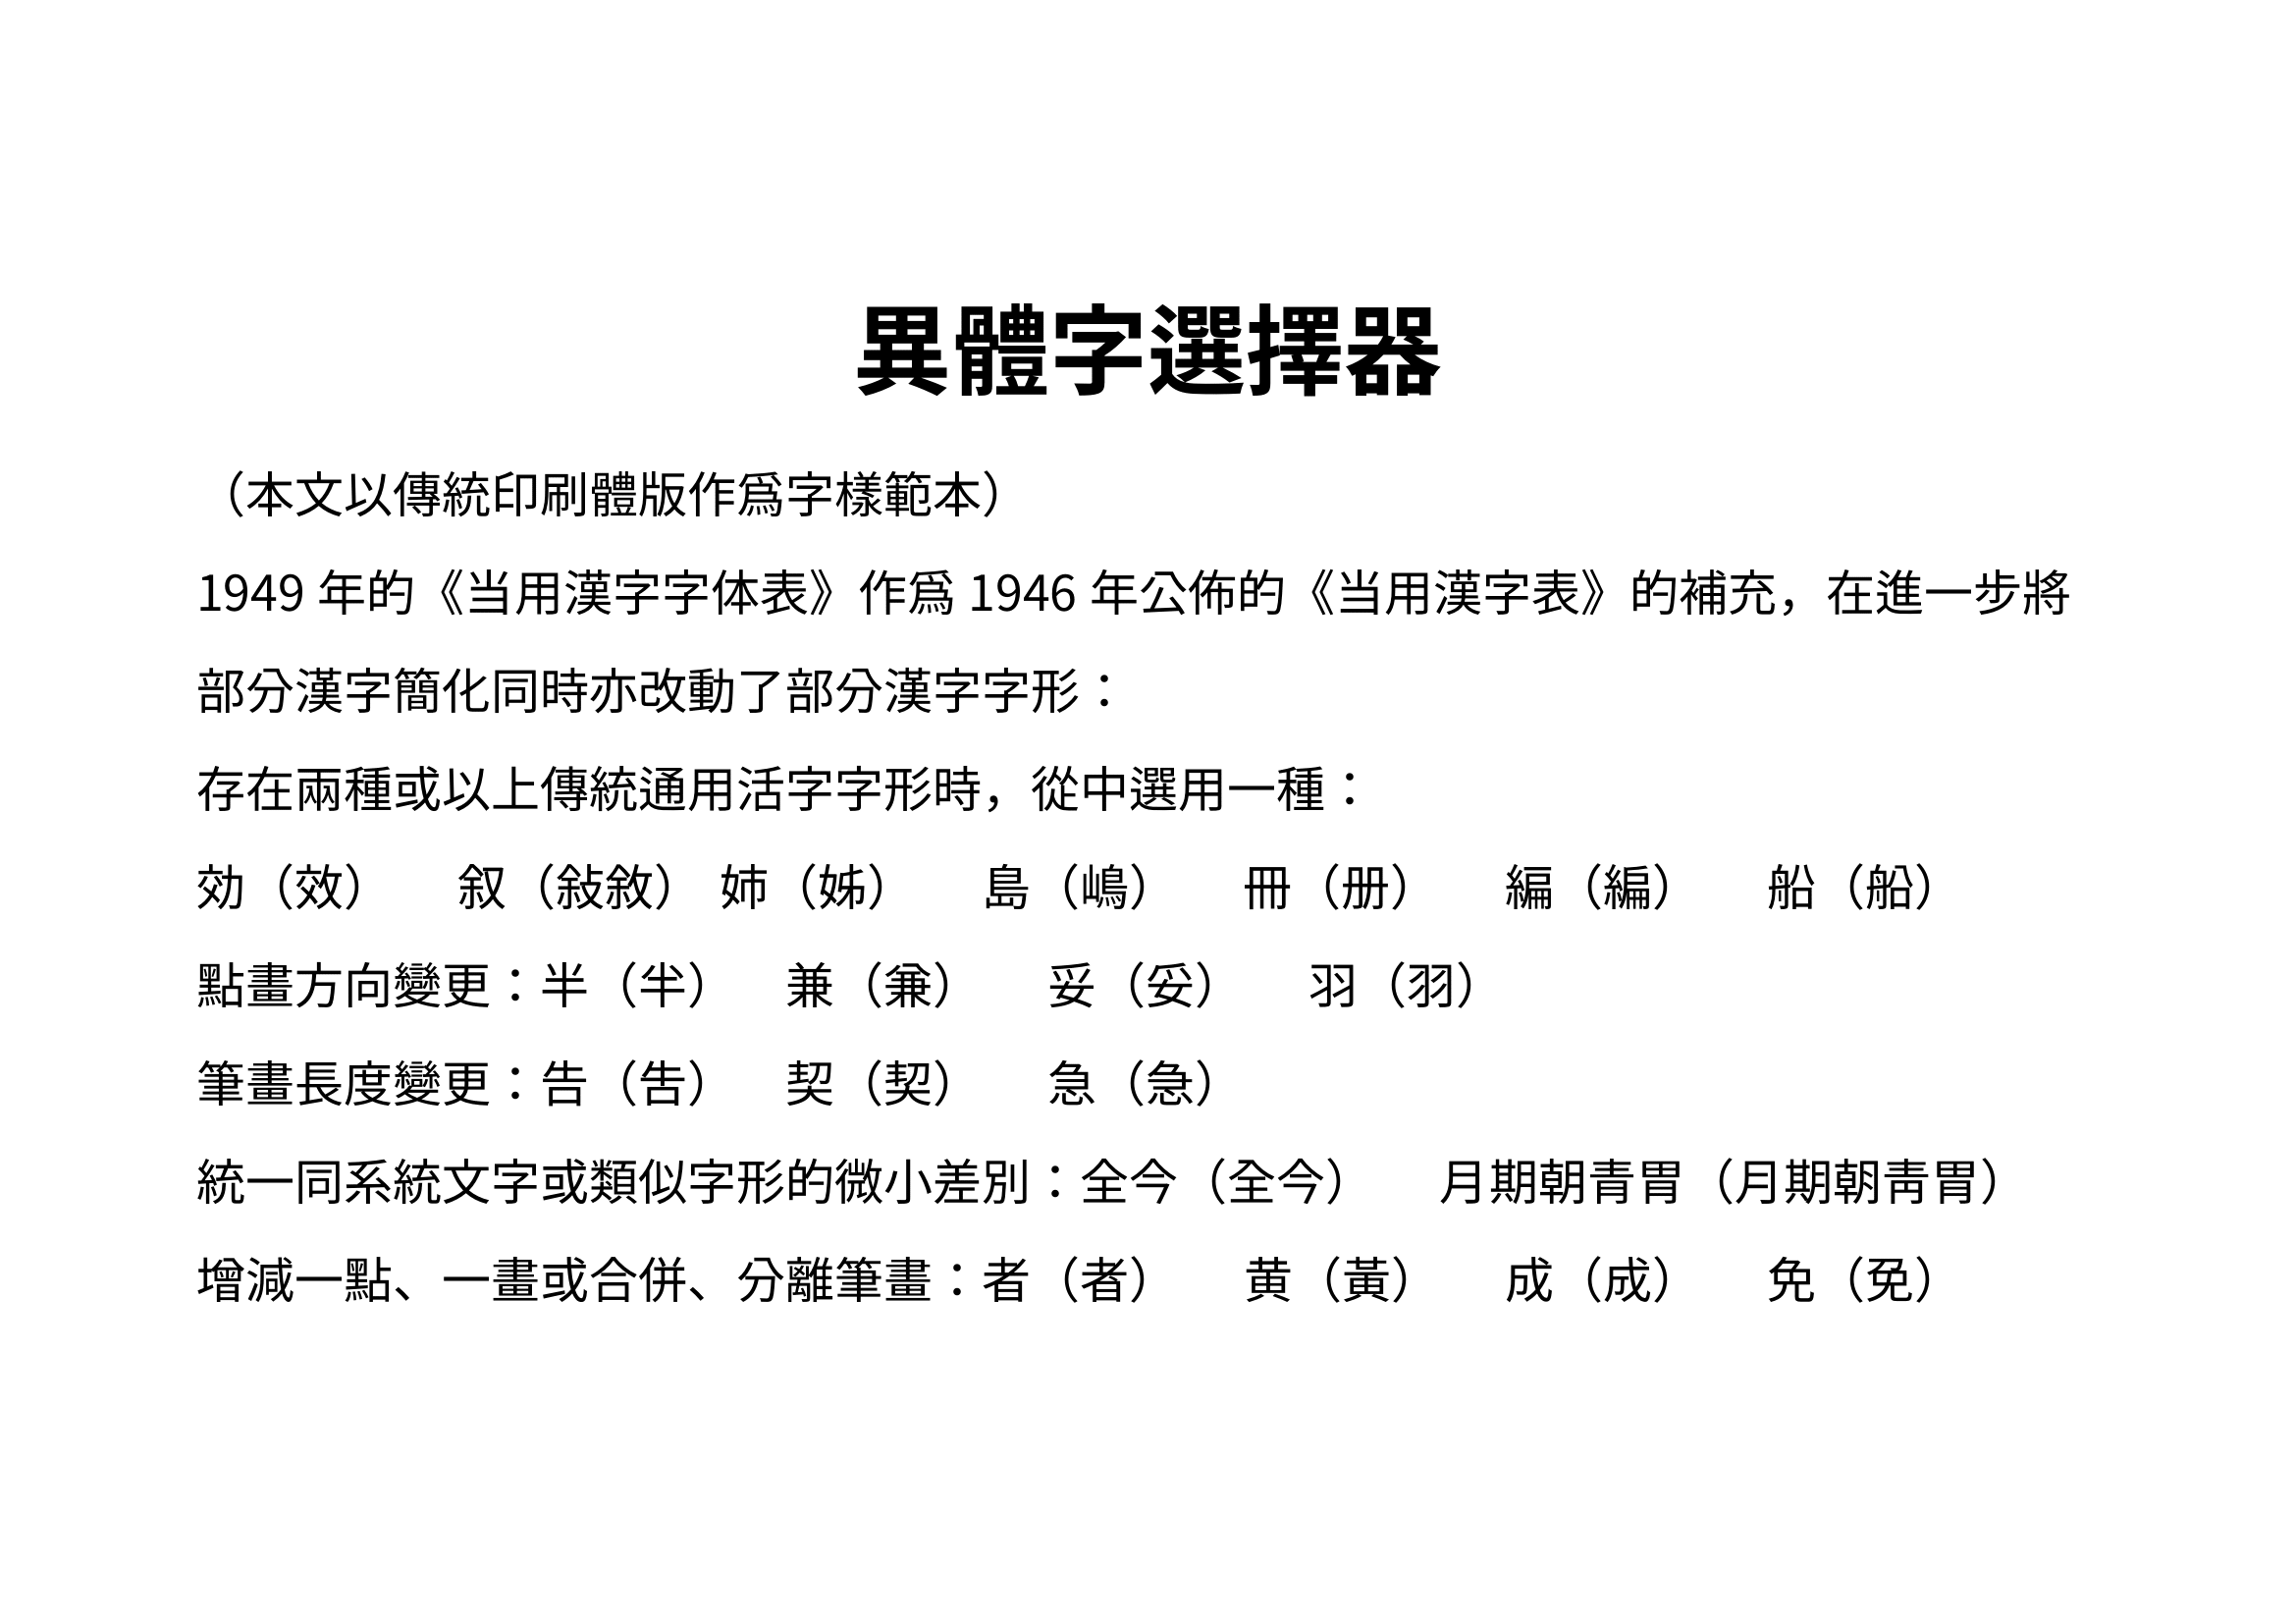 異體字選擇器
（本文以傳統印刷體版作爲字樣範本）
1949 年的《当用漢字字体表》作爲 1946 年公佈的《当用漢字表》的補充，在進一步將
部分漢字簡化同時亦改動了部分漢字字形：
存在兩種或以上傳統通用活字字形時，從中選用一種：
効（效）　叙（敍敘）　姉（姊）　島（嶋）　冊（册）　編（編）　船（舩）
點畫方向變更：半（半）　兼（兼）　妥（妥）　羽（羽）
筆畫長度變更：告（吿）　契（契）　急（急）
統一同系統文字或類似字形的微小差別：全今（全今）　月期朝青冒（月期朝靑冒）
增減一點、一畫或合併、分離筆畫：者（者）　黄（黃）　成（成）　免（兔）